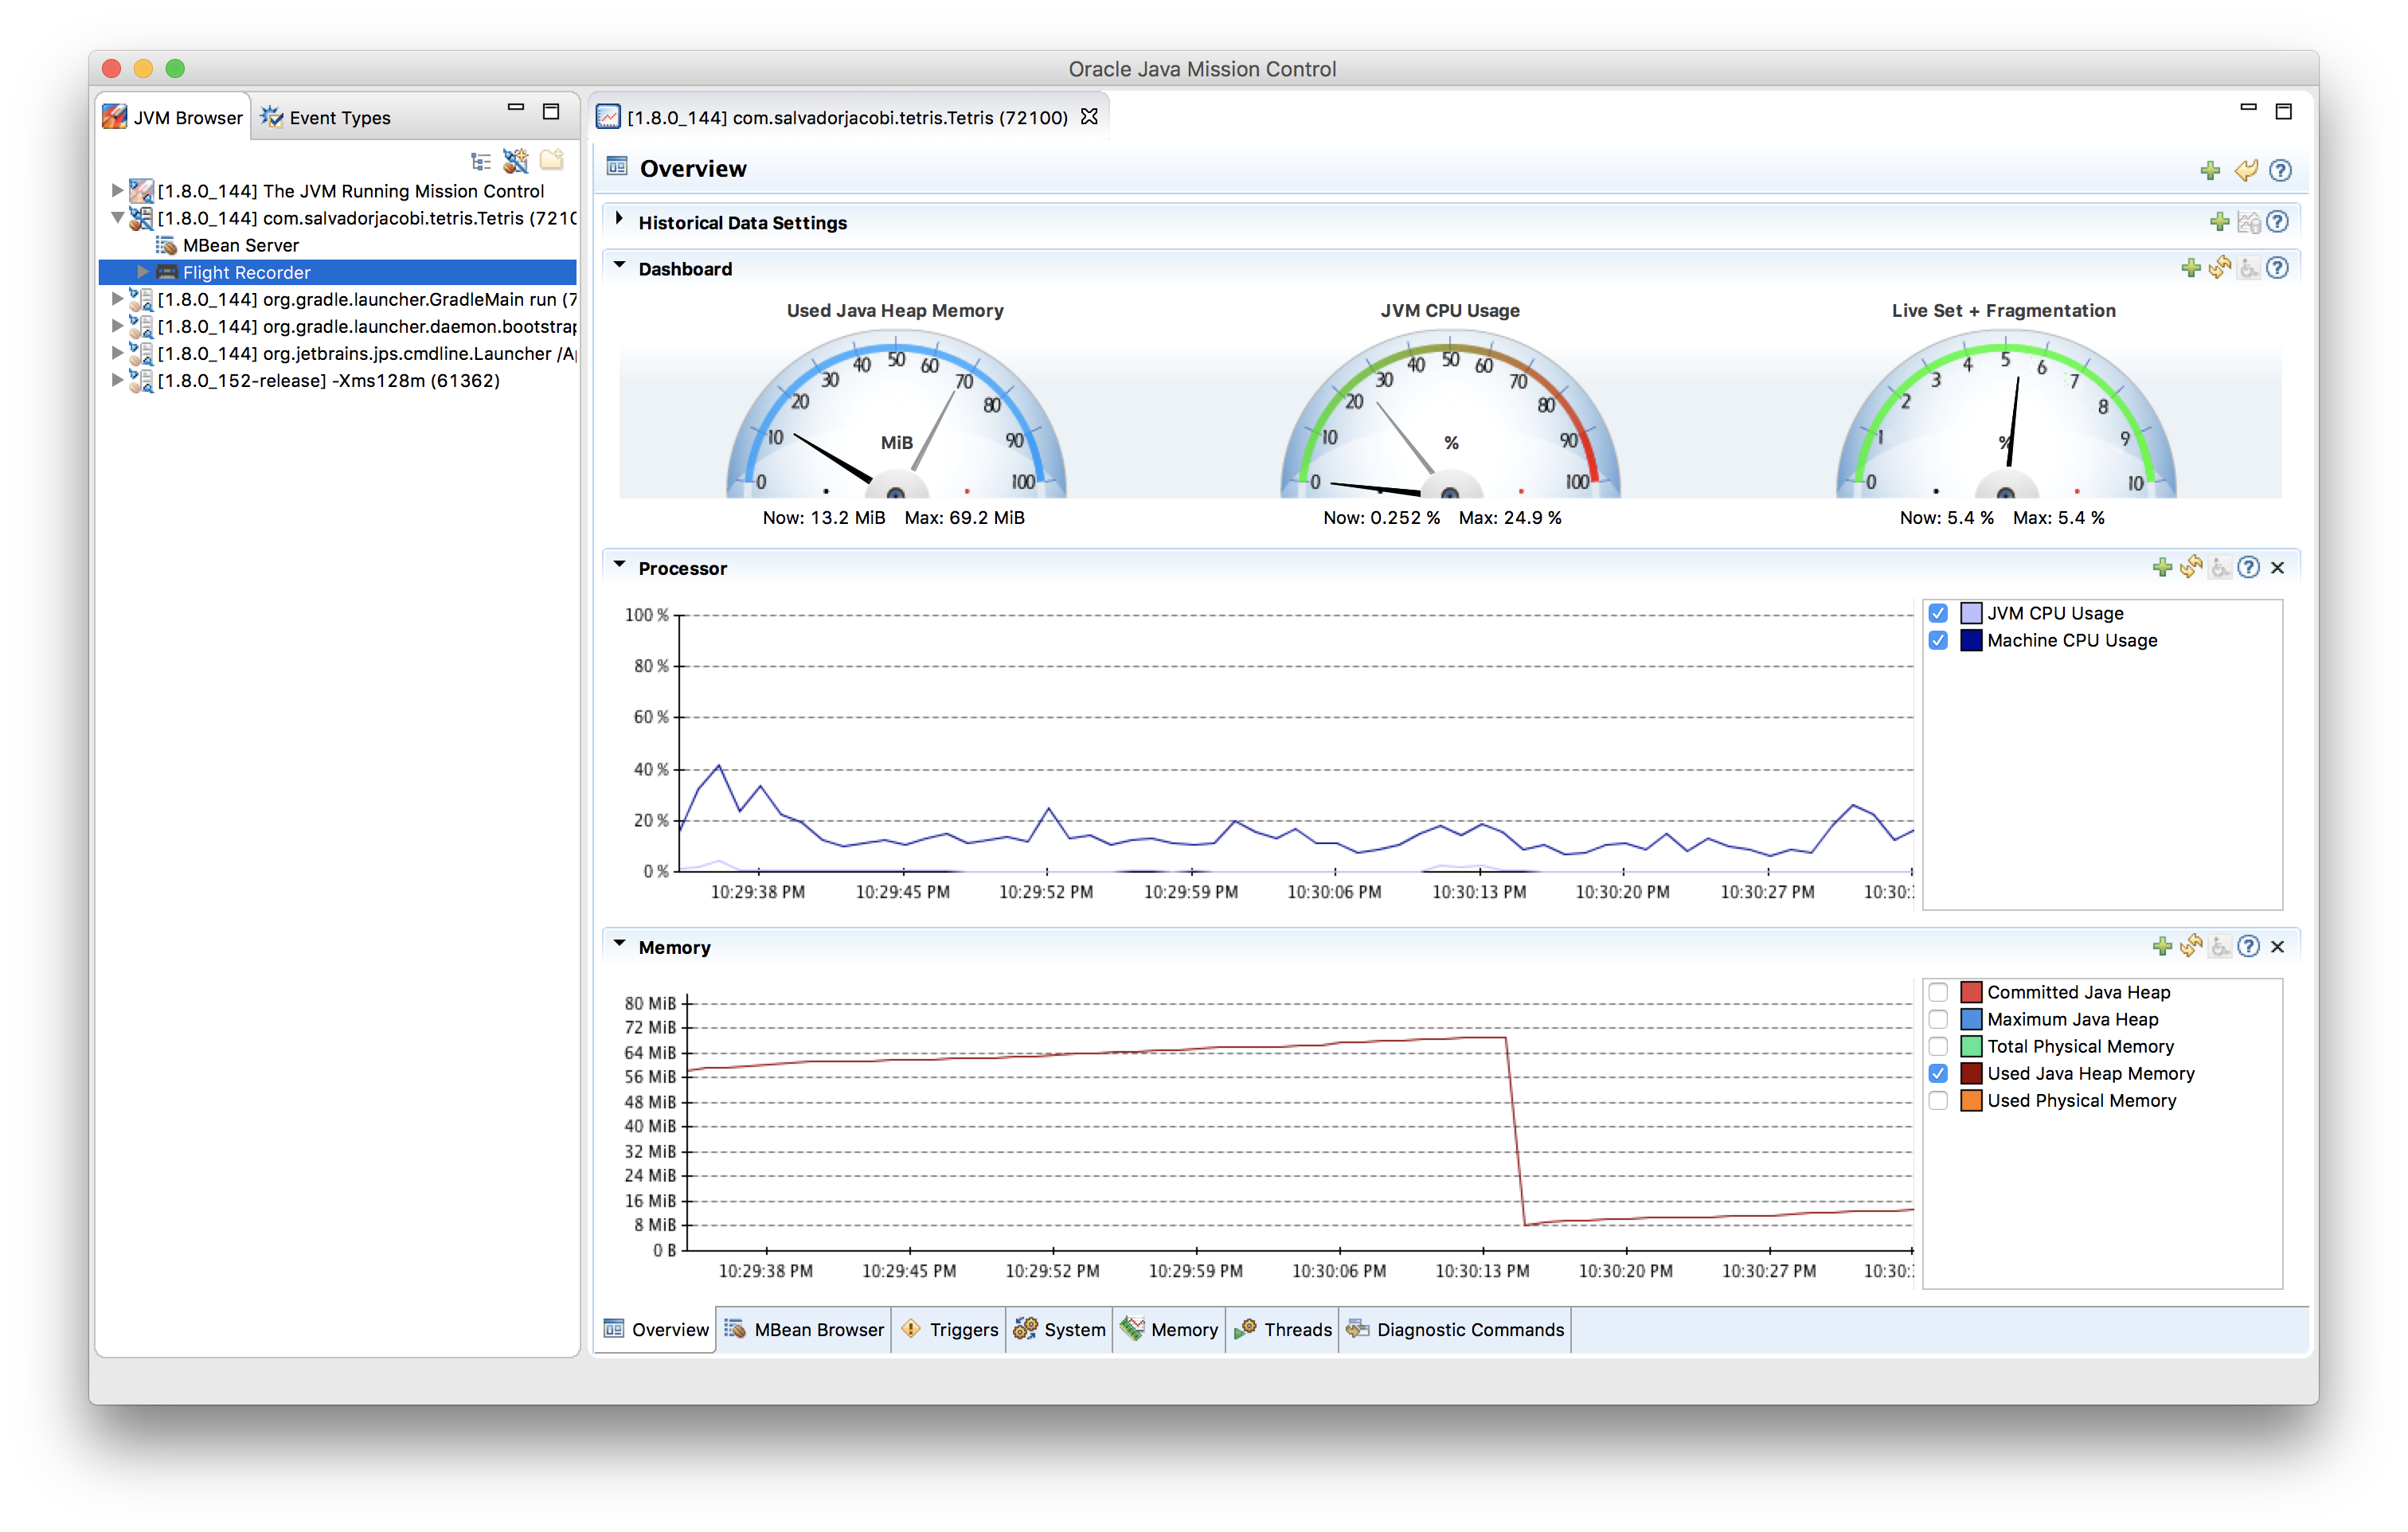 Oracle Java Mission Control
JVM Browser
Event Types
[1.8.0_144] The JVM Running Mission Control
[1.8.0_144] com.salvadorjacobi.tetris.Tetris (7210
MBean Server
Flight Recorder
[1.8.0_144] org.gradle.launcher.GradleMain run (7
[1.8.0_144] org.gradle.launcher.daemon.bootstrap
[1.8.0_144] org.jetbrains.jps.cmdline.Launcher /Ap
[1.8.0_152-release] -Xms128m (61362)
[1.8.0_144] com.salvadorjacobi.tetris.Tetris (72100)
Overview
Historical Data Settings
Dashboard
Used Java Heap Memory
0 10 20 30 40 50 60 70 80 90 100
MiB
Now: 13.2 MiB Max: 69.2 MiB
JVM CPU Usage
0 10 20 30 40 50 60 70 80 90 100
%
Now: 0.252 % Max: 24.9 %
Live Set + Fragmentation
0 1 2 3 4 5 6 7 8 9 10
%
Now: 5.4 % Max: 5.4 %
Processor
100 %
80 %
60 %
40 %
20 %
0 %
10:29:38 PM 10:29:45 PM 10:29:52 PM 10:29:59 PM 10:30:06 PM 10:30:13 PM 10:30:20 PM 10:30:27 PM 10:30:
JVM CPU Usage
Machine CPU Usage
Memory
80 MiB
72 MiB
64 MiB
56 MiB
48 MiB
40 MiB
32 MiB
24 MiB
16 MiB
8 MiB
0 B
10:29:38 PM 10:29:45 PM 10:29:52 PM 10:29:59 PM 10:30:06 PM 10:30:13 PM 10:30:20 PM 10:30:27 PM 10:30:
Committed Java Heap
Maximum Java Heap
Total Physical Memory
Used Java Heap Memory
Used Physical Memory
Overview MBean Browser Triggers System Memory Threads Diagnostic Commands